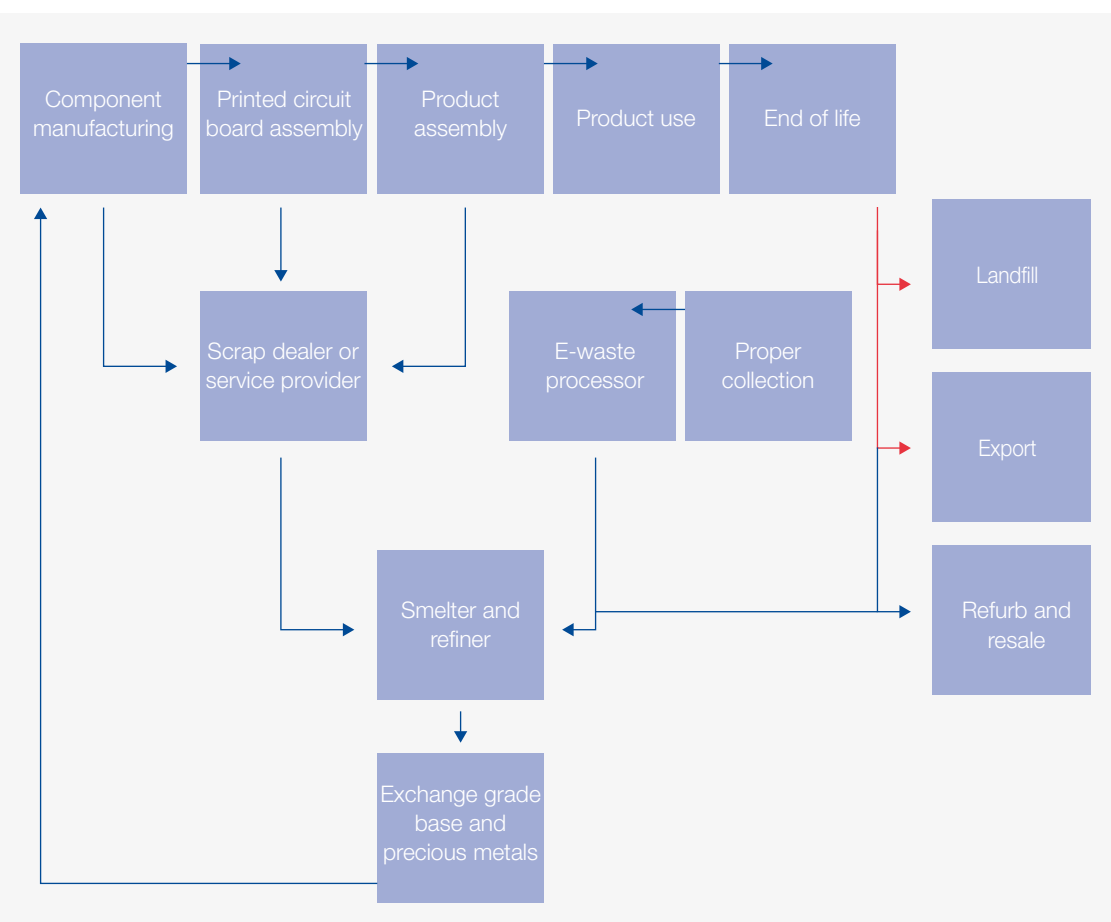 Component
manufacturing
Printed circuit
board assembly
Product
assembly
Product use
End of life
Landfill
Scrap dealer or
service provider
E-waste
processor
Proper
collection
Export
Smelter and
refiner
Refurb and
resale
Exchange grade
base and
precious metals